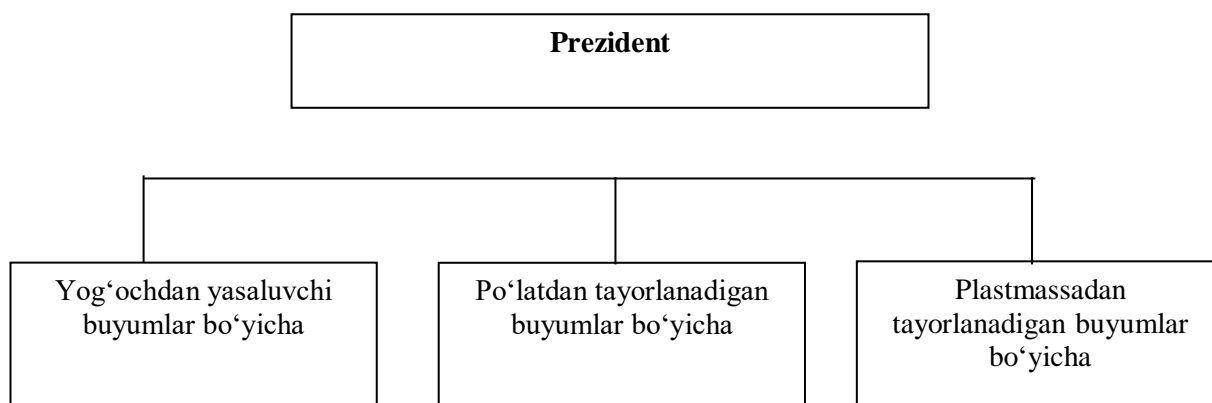 Prezident
Yog‘ochdan yasaluvchi
buyumlar bo‘yicha
Po‘latdan tayorlanadigan
buyumlar bo‘yicha
Plastmassadan
tayorlanadigan buyumlar
bo‘yicha